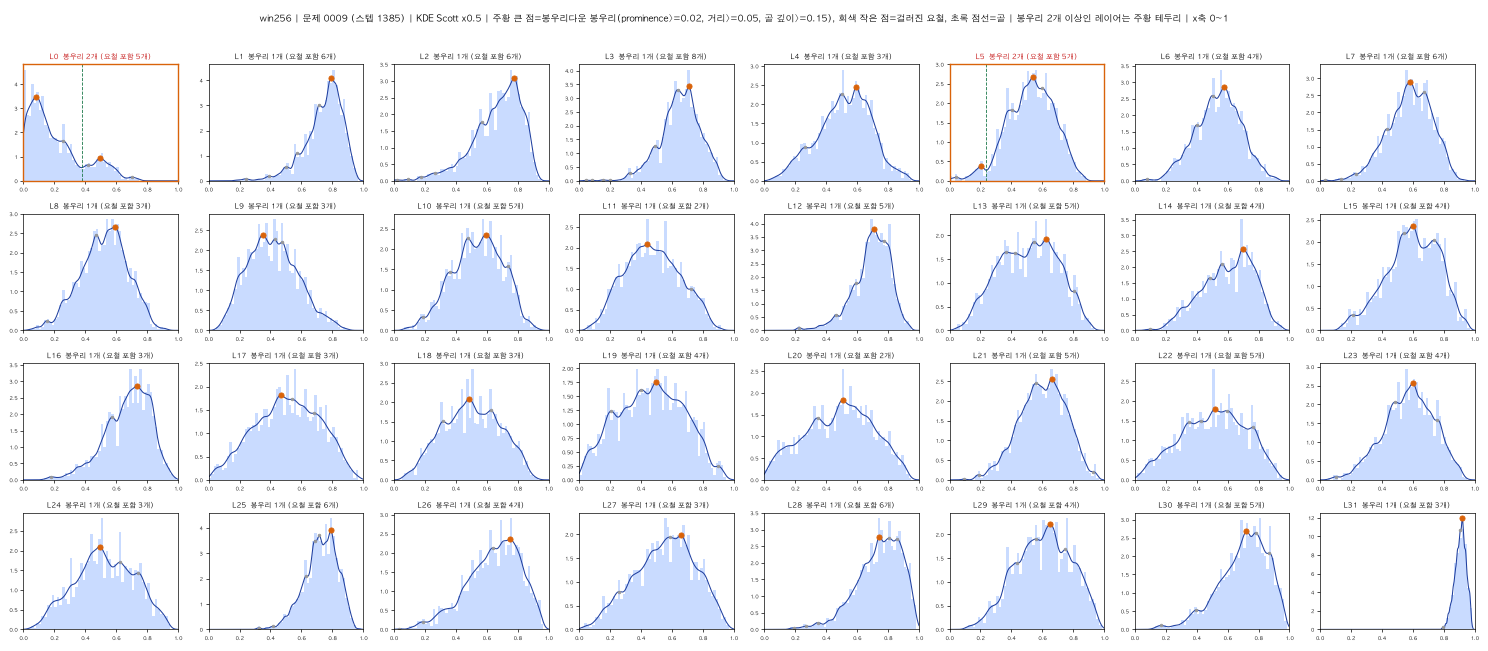 win256 | 문제 0009 (스텝 1385) | KDE Scott x0.5 | 주황 큰 점=봉우리다운 봉우리(prominence>=0.02, 거리>=0.05, 골 깊이>=0.15), 회색 작은 점=걸러진 요철, 초록 점선=골 | 봉우리 2개 이상인 레이어는 주황 테두리 | x축 0~1
L0 봉우리 2개 (요철 포함 5개)
L1 봉우리 1개 (요철 포함 6개)
L2 봉우리 1개 (요철 포함 6개)
L3 봉우리 1개 (요철 포함 8개)
L4 봉우리 1개 (요철 포함 3개)
L5 봉우리 2개 (요철 포함 5개)
L6 봉우리 1개 (요철 포함 4개)
L7 봉우리 1개 (요철 포함 6개)
L8 봉우리 1개 (요철 포함 3개)
L9 봉우리 1개 (요철 포함 3개)
L10 봉우리 1개 (요철 포함 5개)
L11 봉우리 1개 (요철 포함 2개)
L12 봉우리 1개 (요철 포함 5개)
L13 봉우리 1개 (요철 포함 5개)
L14 봉우리 1개 (요철 포함 4개)
L15 봉우리 1개 (요철 포함 4개)
L16 봉우리 1개 (요철 포함 3개)
L17 봉우리 1개 (요철 포함 3개)
L18 봉우리 1개 (요철 포함 3개)
L19 봉우리 1개 (요철 포함 4개)
L20 봉우리 1개 (요철 포함 2개)
L21 봉우리 1개 (요철 포함 5개)
L22 봉우리 1개 (요철 포함 5개)
L23 봉우리 1개 (요철 포함 4개)
L24 봉우리 1개 (요철 포함 3개)
L25 봉우리 1개 (요철 포함 6개)
L26 봉우리 1개 (요철 포함 4개)
L27 봉우리 1개 (요철 포함 3개)
L28 봉우리 1개 (요철 포함 6개)
L29 봉우리 1개 (요철 포함 4개)
L30 봉우리 1개 (요철 포함 5개)
L31 봉우리 1개 (요철 포함 3개)